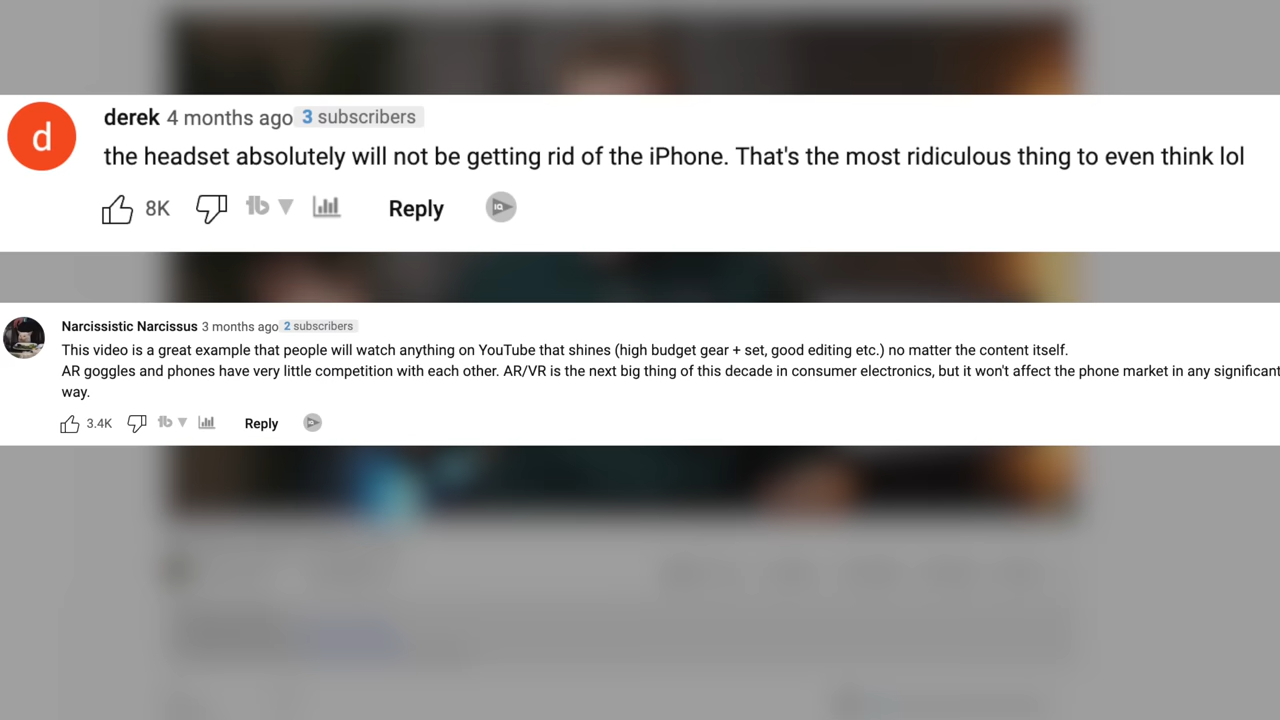 d
derek 4 months ago 3 subscribers
the headset absolutely will not be getting rid of the iPhone. That's the most ridiculous thing to even think lol
8K tb Reply IQ
Narcissistic Narcissus 3 months ago 2 subscribers
This video is a great example that people will watch anything on YouTube that shines (high budget gear + set, good editing etc.) no matter the content itself.
AR goggles and phones have very little competition with each other. AR/VR is the next big thing of this decade in consumer electronics, but it won't affect the phone market in any significant
way.
3.4K tb Reply